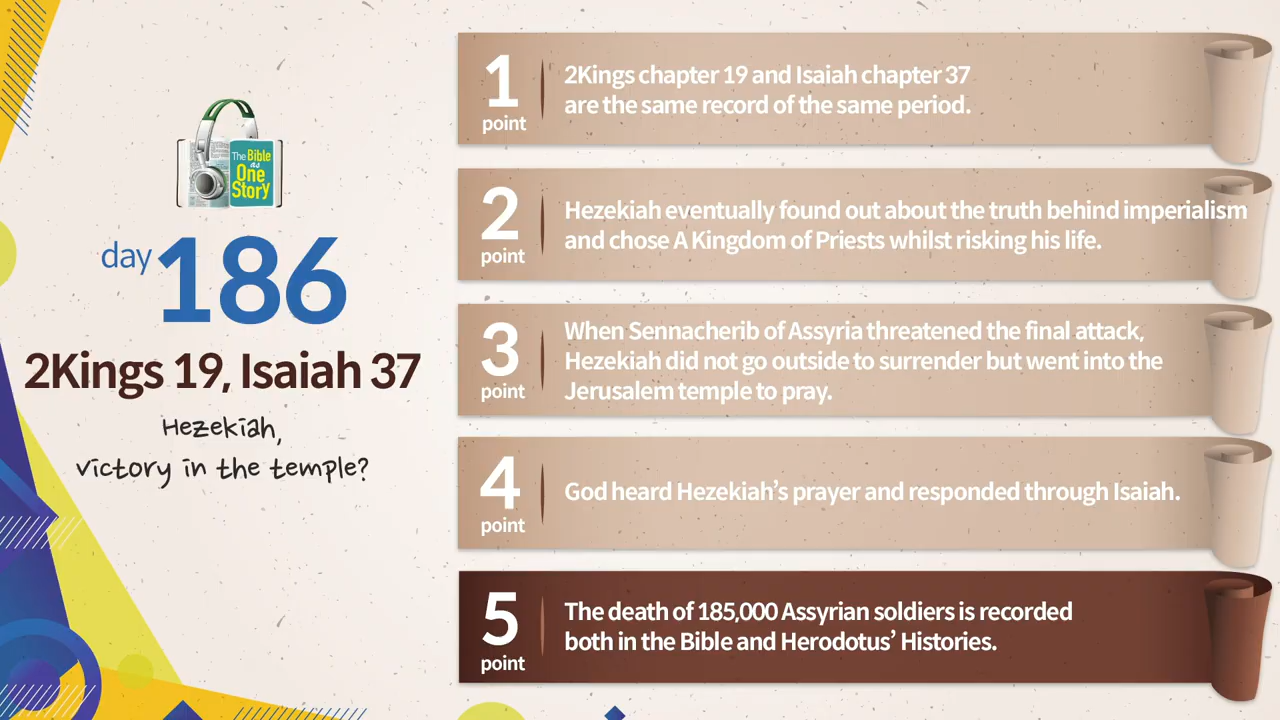 The Bible
as
One
Story
day 186
2Kings 19, Isaiah 37
Hezekiah,
victory in the temple?
1
point
2Kings chapter 19 and Isaiah chapter 37
are the same record of the same period.
2
point
Hezekiah eventually found out about the truth behind imperialism
and chose A Kingdom of Priests whilst risking his life.
3
point
When Sennacherib of Assyria threatened the final attack,
Hezekiah did not go outside to surrender but went into the
Jerusalem temple to pray.
4
point
God heard Hezekiah's prayer and responded through Isaiah.
5
point
The death of 185,000 Assyrian soldiers is recorded
both in the Bible and Herodotus' Histories.